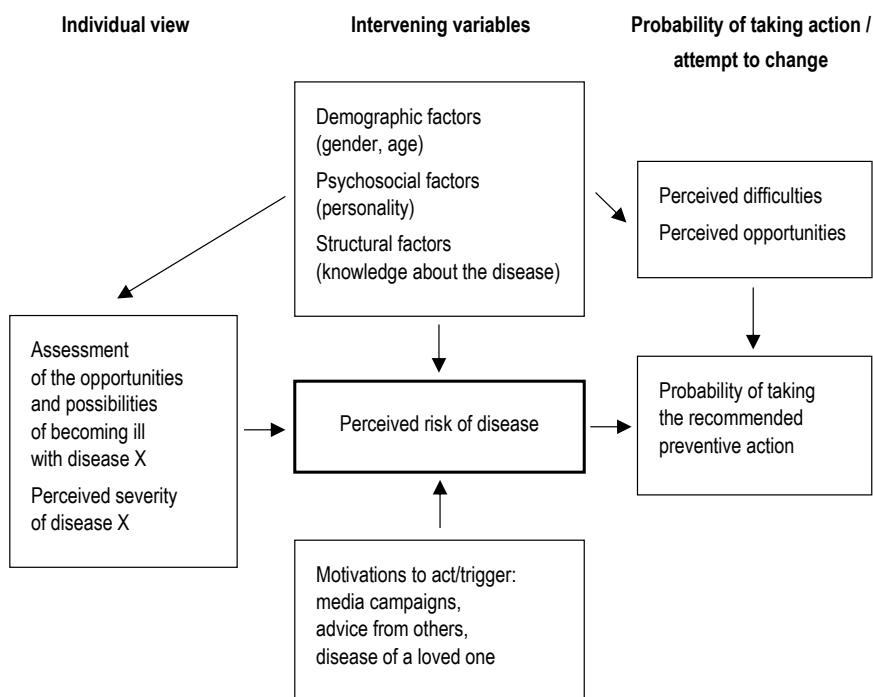 Individual view
Intervening variables
Probability of taking action /
attempt to change
Demographic factors
(gender, age)
Psychosocial factors
(personality)
Structural factors
(knowledge about the disease)
Perceived difficulties
Perceived opportunities
Assessment
of the opportunities
and possibilities
of becoming ill
with disease X
Perceived severity
of disease X
Perceived risk of disease
Probability of taking
the recommended
preventive action
Motivations to act/trigger:
media campaigns,
advice from others,
disease of a loved one